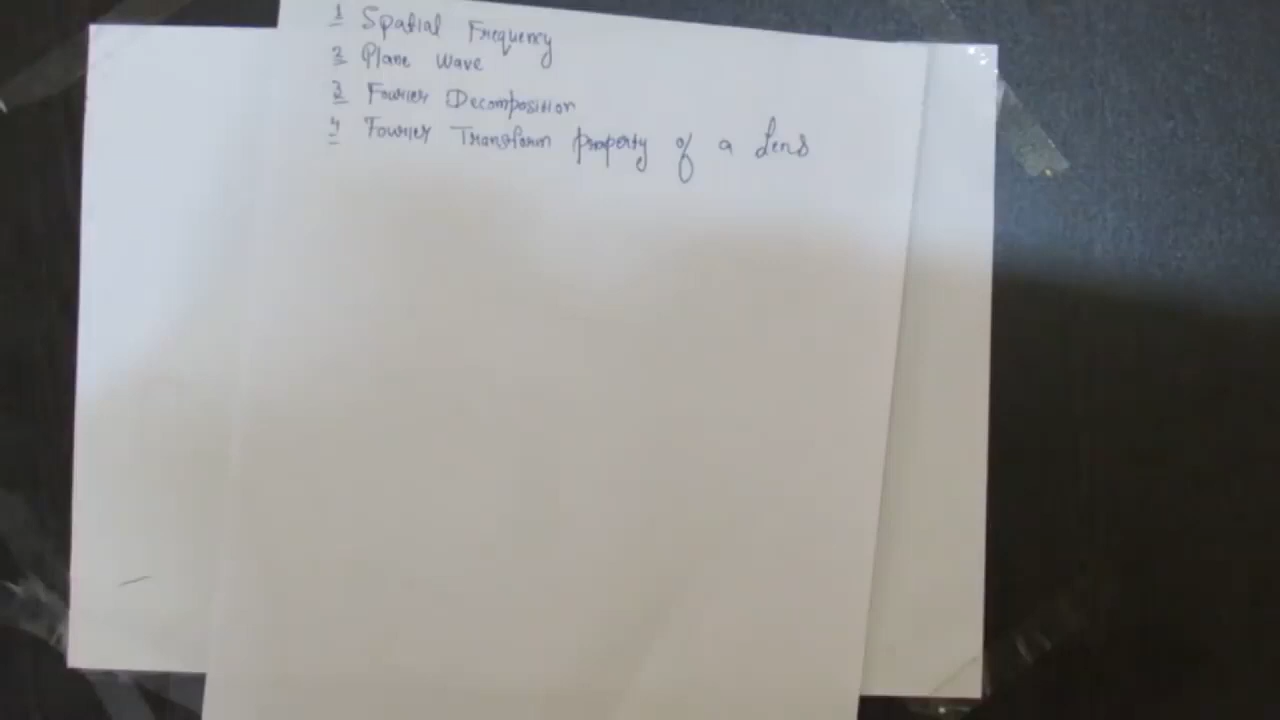 1 Spatial Frequency
2 Plane Wave
3 Fourier Decomposition
4 Fourier Transform property of a Lens